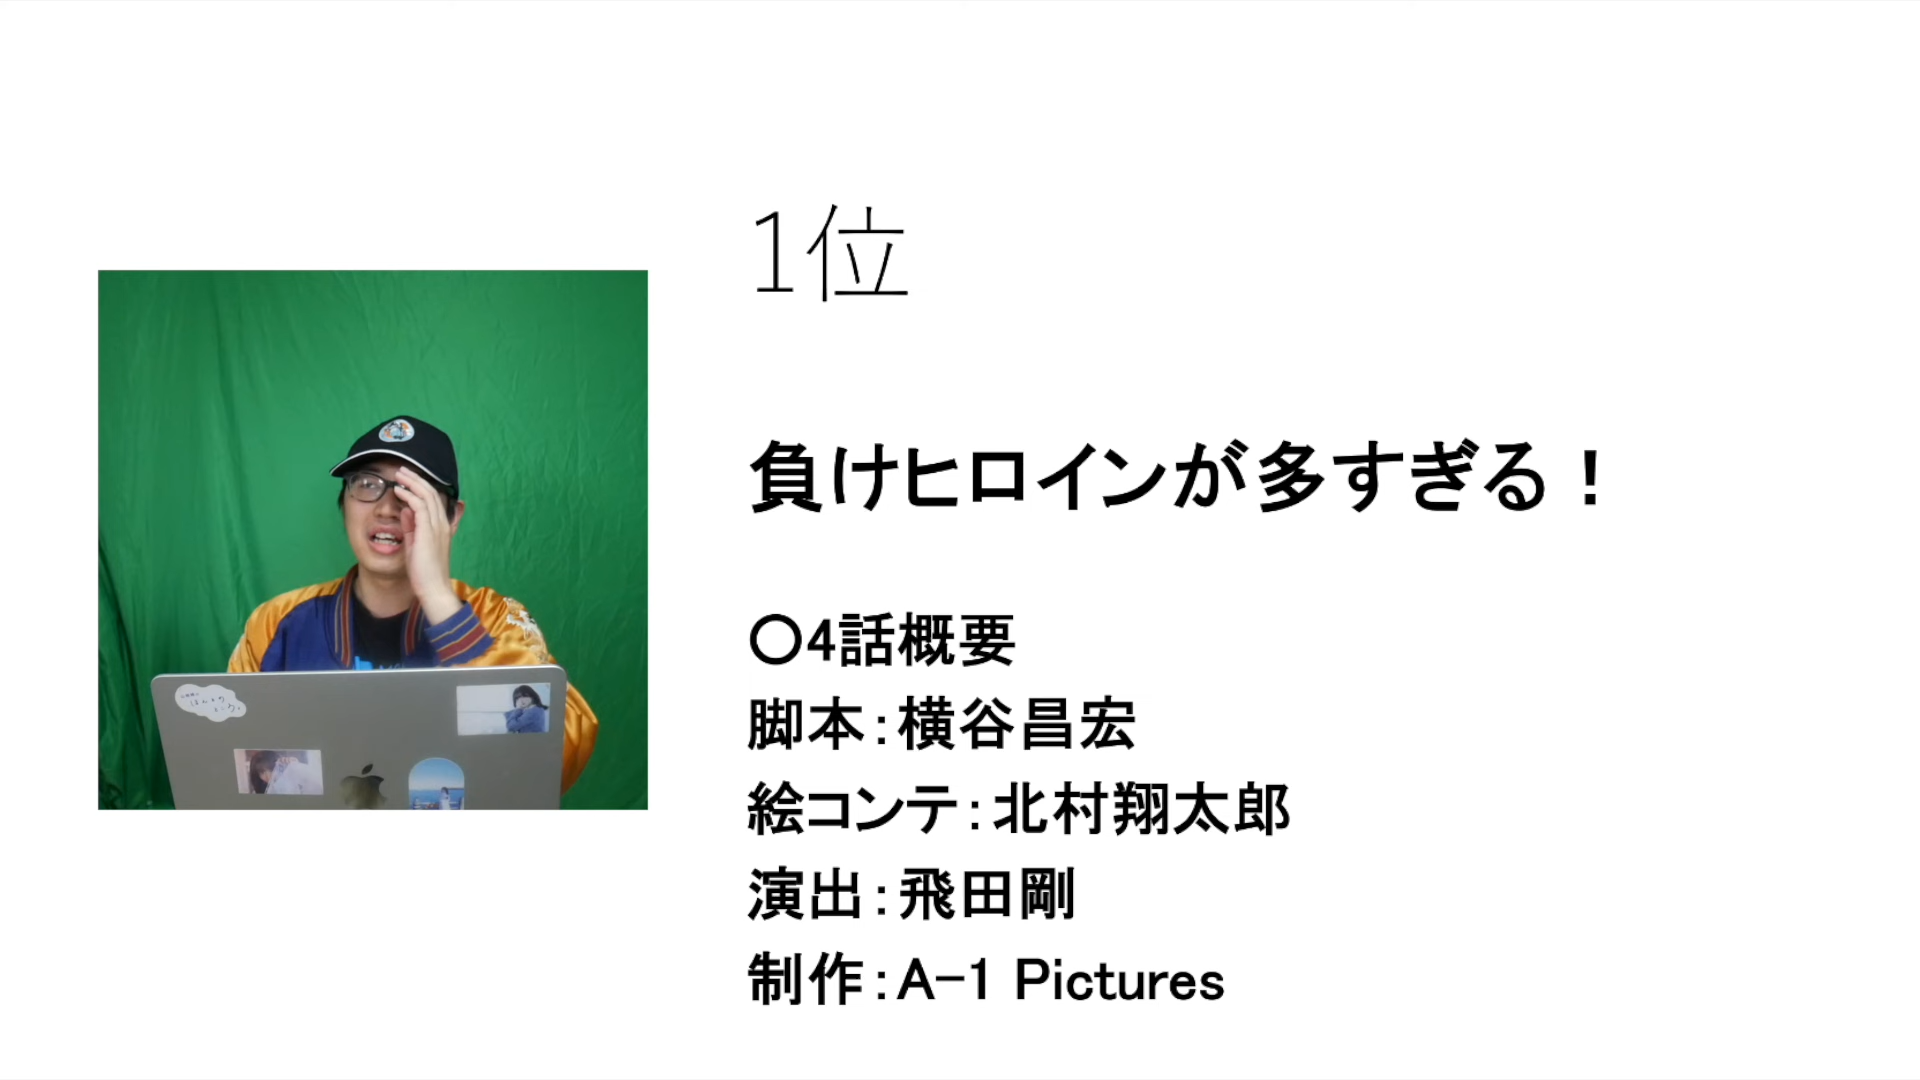 1位
負けヒロインが多すぎる！
〇4話概要
脚本：横谷昌宏
絵コンテ：北村翔太郎
演出：飛田剛
制作：A-1 Pictures